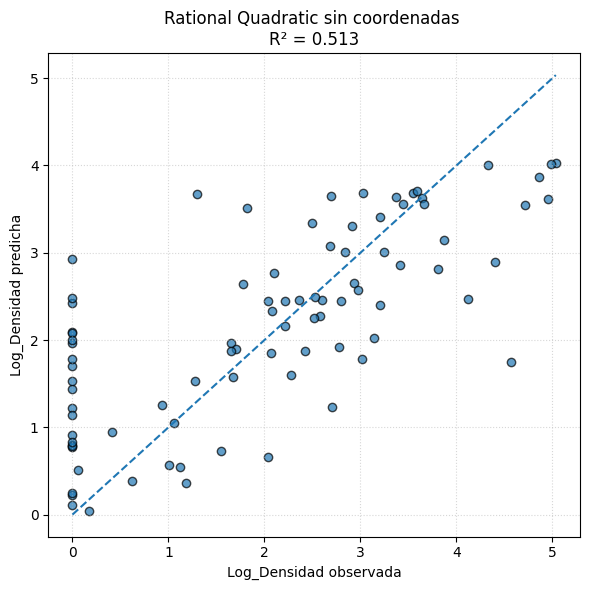 Rational Quadratic sin coordenadas
R² = 0.513
Log_Densidad predicha
5
4
3
2
1
0
0 1 2 3 4 5
Log_Densidad observada